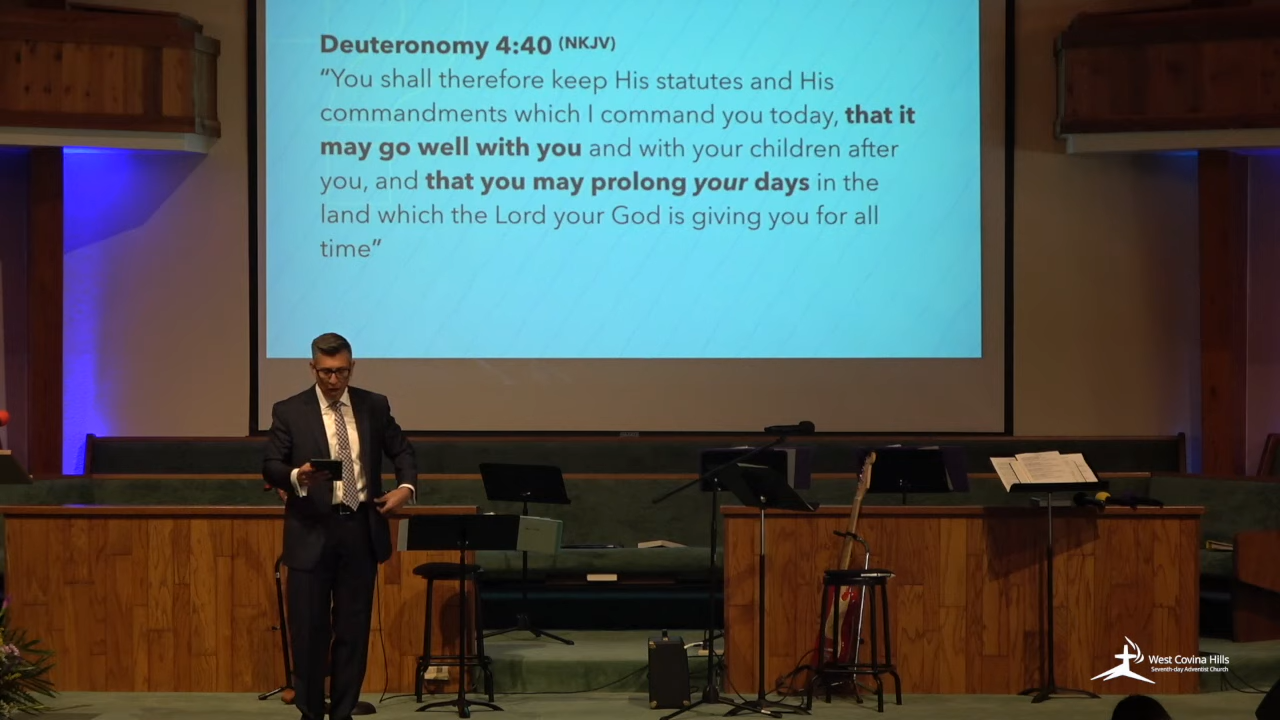 Deuteronomy 4:40 (NKJV)
“You shall therefore keep His statutes and His
commandments which I command you today, that it
may go well with you and with your children after
you, and that you may prolong your days in the
land which the Lord your God is giving you for all
time”
West Covina Hills
Seventh-day Adventist Church